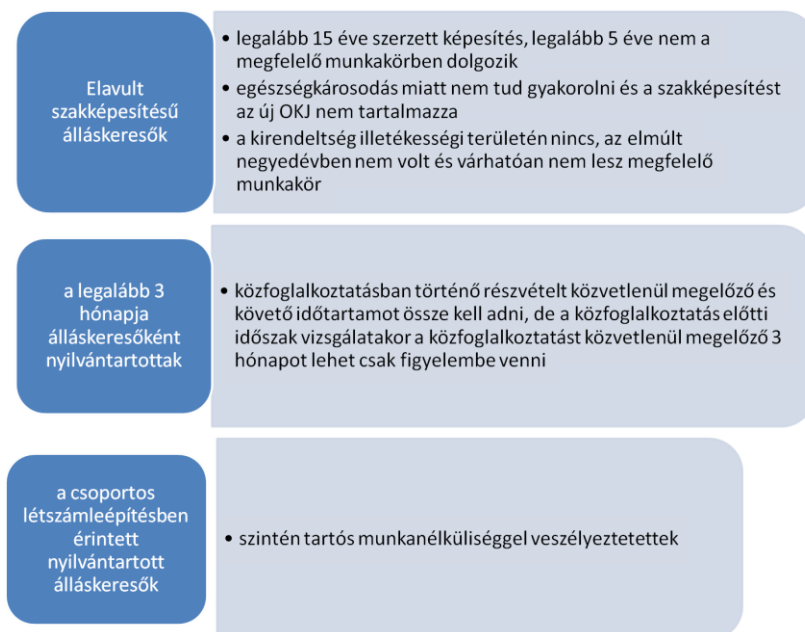 Elavult
szakképesítésű
álláskeresők
• legalább 15 éve szerzett képesítés, legalább 5 éve nem a
megfelelő munkakörben dolgozik
• egészségkárosodás miatt nem tud gyakorolni és a szakképesítést
az új OKJ nem tartalmazza
• a kirendeltség illetékességi területén nincs, az elmúlt
negyedévben nem volt és várhatóan nem lesz megfelelő
munkakör
a legalább 3
hónapja
álláskeresőként
nyilvántartottak
• közfoglalkoztatásban történő részvételt közvetlenül megelőző és
követő időtartamot össze kell adni, de a közfoglalkoztatás előtti
időszak vizsgálatakor a közfoglalkoztatást közvetlenül megelőző 3
hónapot lehet csak figyelembe venni
a csoportos
létszámleépítésben
érintett
nyilvántartott
álláskeresők
• szintén tartós munkanélküliséggel veszélyeztetettek